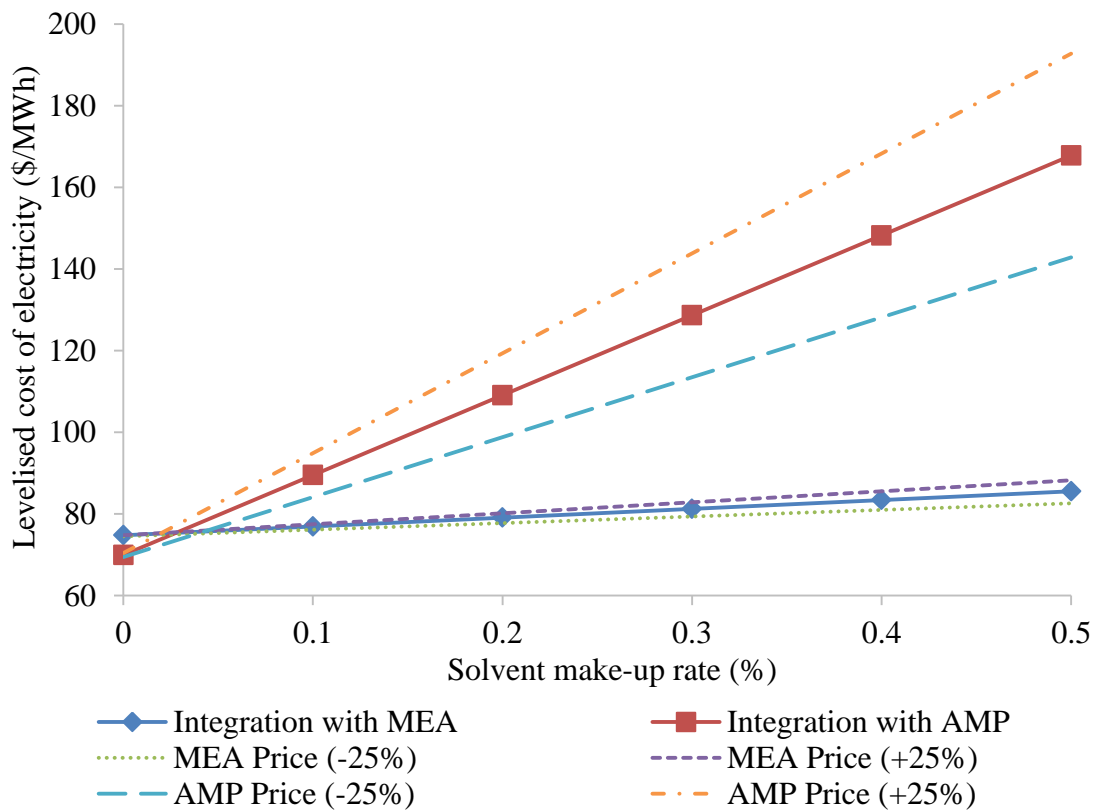 Levelised cost of electricity ($/MWh)
200
180
160
140
120
100
80
60
0 0.1 0.2 0.3 0.4 0.5
Solvent make-up rate (%)
Integration with MEA
Integration with AMP
MEA Price (-25%)
MEA Price (+25%)
AMP Price (-25%)
AMP Price (+25%)